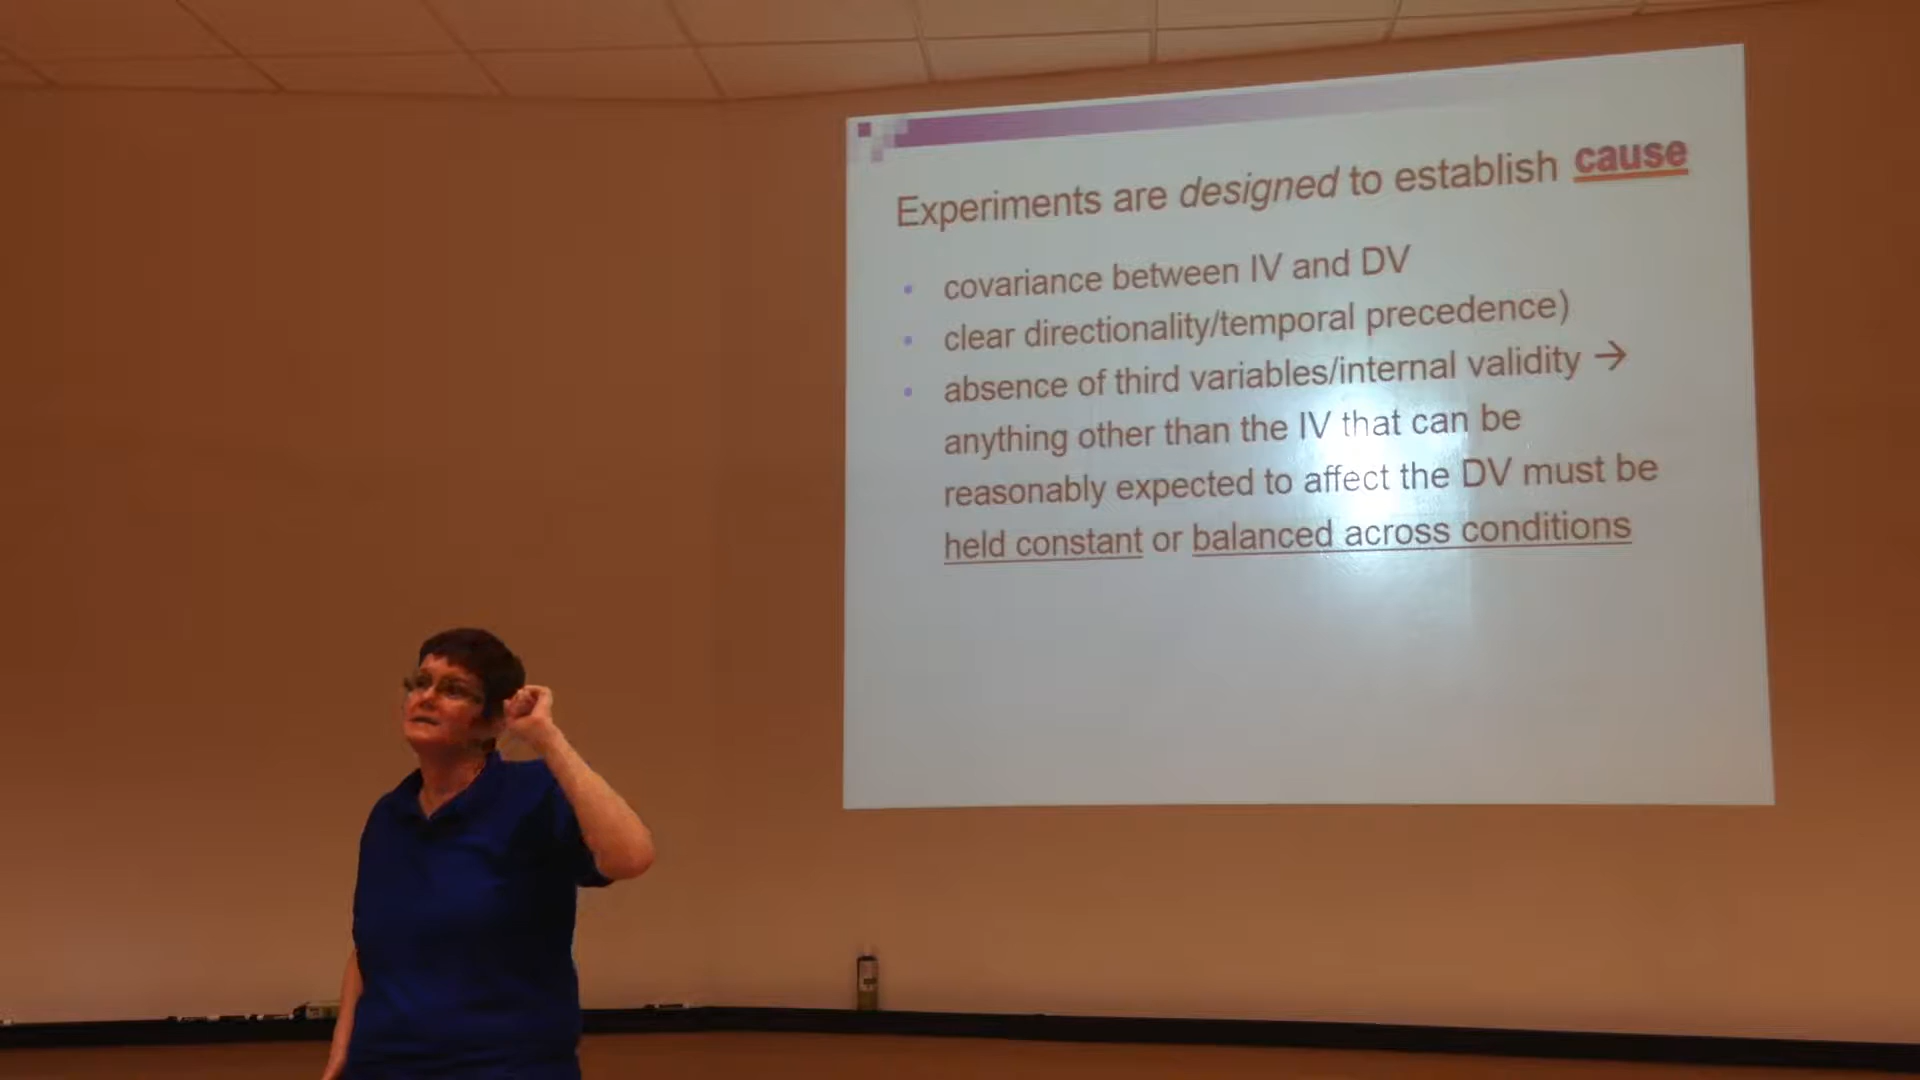 Experiments are designed to establish cause
• covariance between IV and DV
• clear directionality/temporal precedence)
• absence of third variables/internal validity →
anything other than the IV that can be
reasonably expected to affect the DV must be
held constant or balanced across conditions